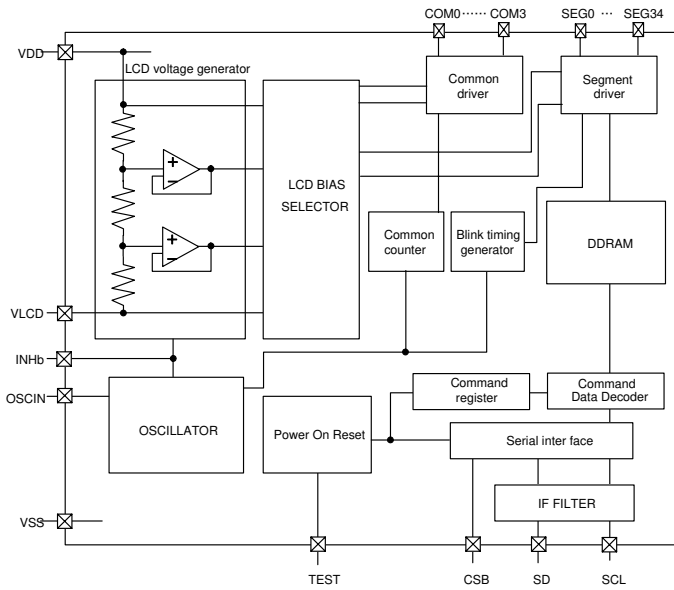 COM0 ······ COM3
SEG0 ··· SEG34
VDD
LCD voltage generator
Common
driver
Segment
driver
+
−
LCD BIAS
SELECTOR
+
−
Common
counter
Blink timing
generator
DDRAM
VLCD
INHb
OSCIN
OSCILLATOR
Power On Reset
Command
register
Command
Data Decoder
Serial inter face
IF FILTER
VSS
TEST
CSB
SD
SCL